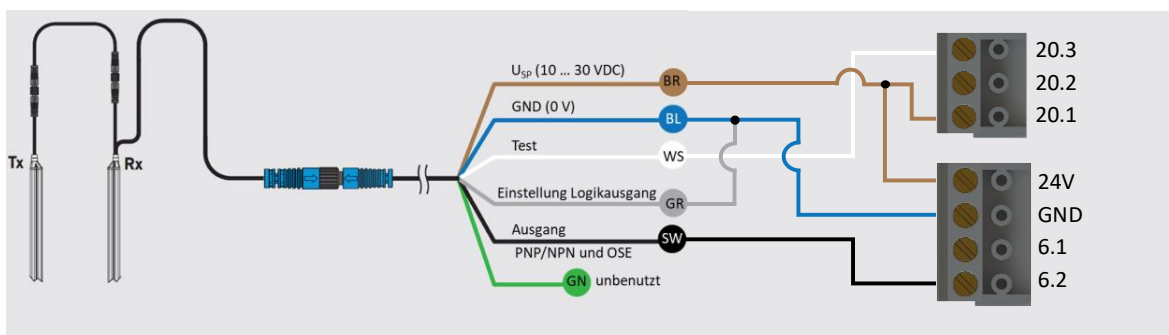 Tx
Rx
U_SP (10 ... 30 VDC)
BR
GND (0 V)
BL
Test
WS
Einstellung Logikausgang
GR
Ausgang
SW
PNP/NPN und OSE
GN unbenutzt
20.3
20.2
20.1
24V
GND
6.1
6.2